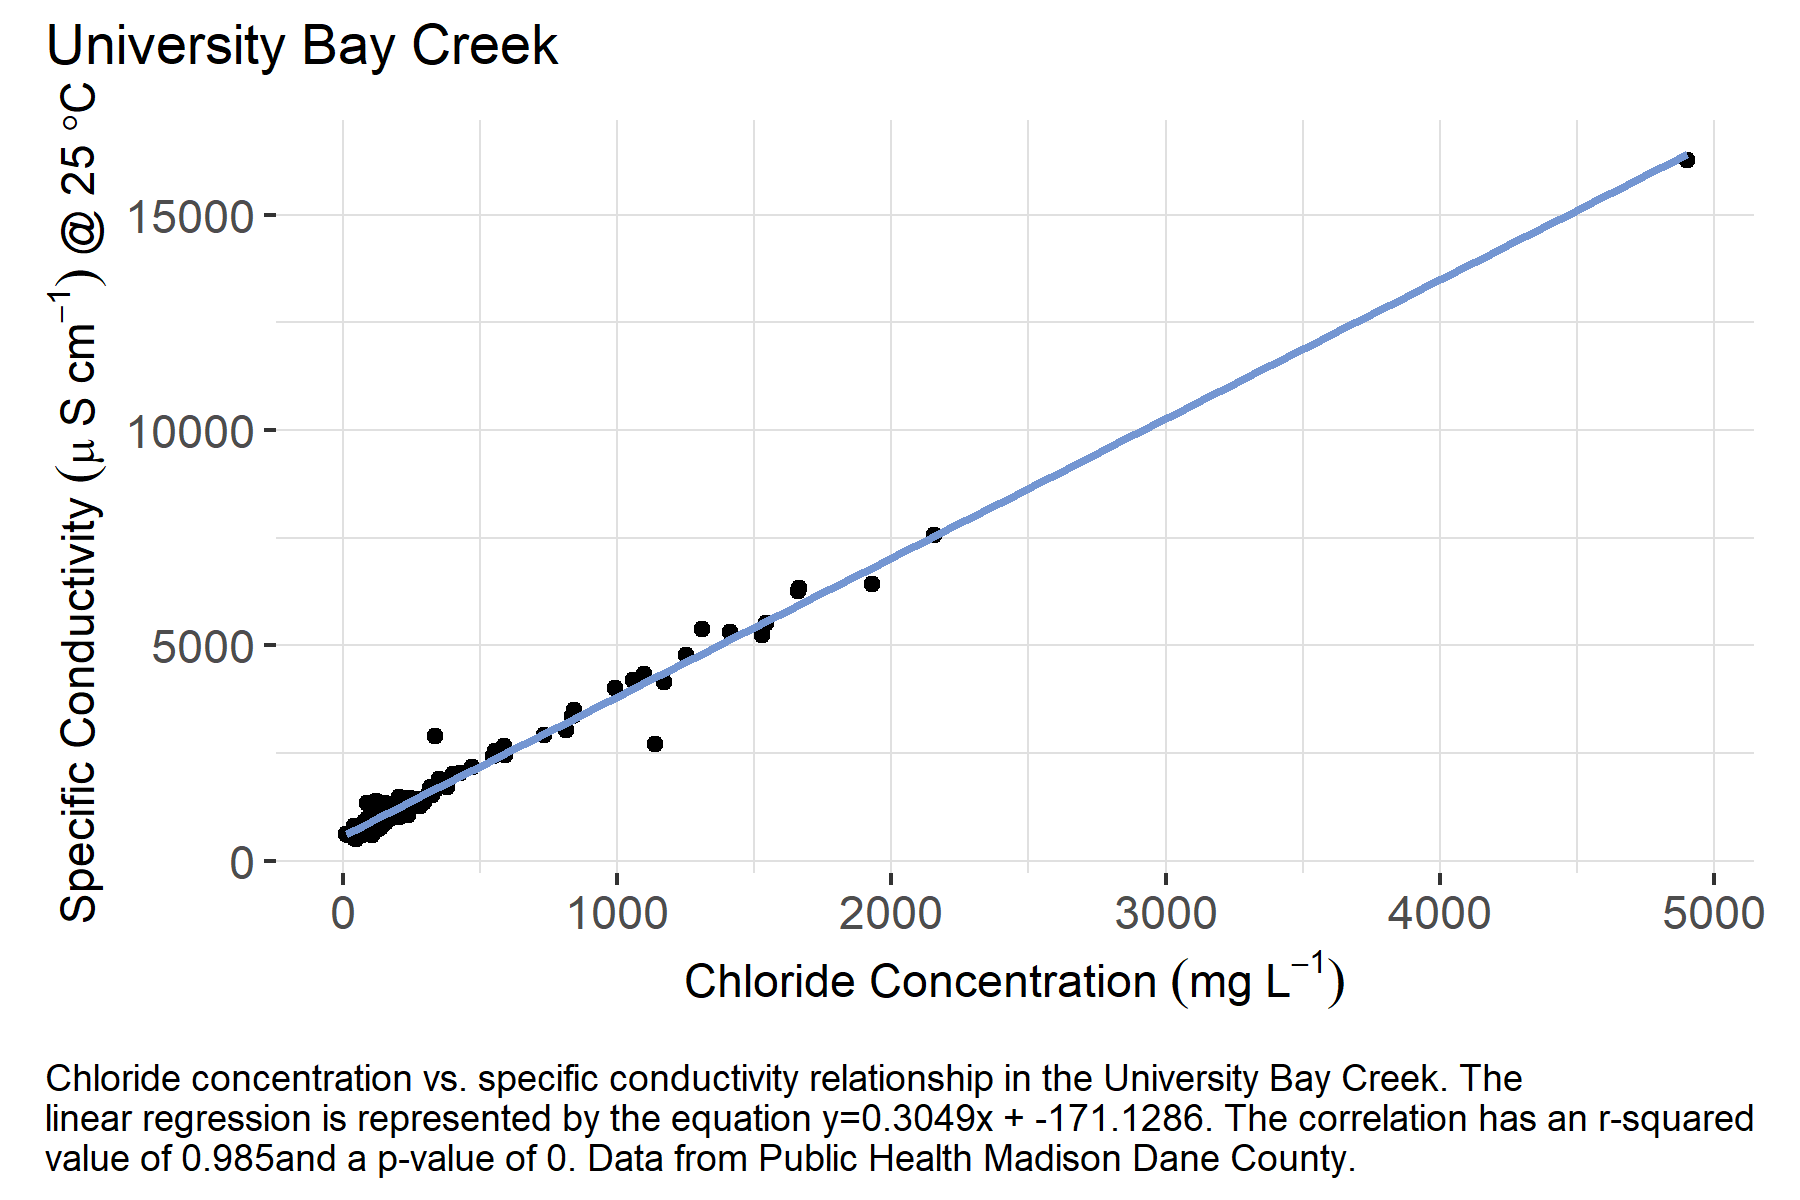 University Bay Creek
Specific Conductivity (μ S cm⁻¹) @ 25 °C
15000
10000
5000
0
0 1000 2000 3000 4000 5000
Chloride Concentration (mg L⁻¹)
Chloride concentration vs. specific conductivity relationship in the University Bay Creek. The
linear regression is represented by the equation y=0.3049x + -171.1286. The correlation has an r-squared
value of 0.985and a p-value of 0. Data from Public Health Madison Dane County.